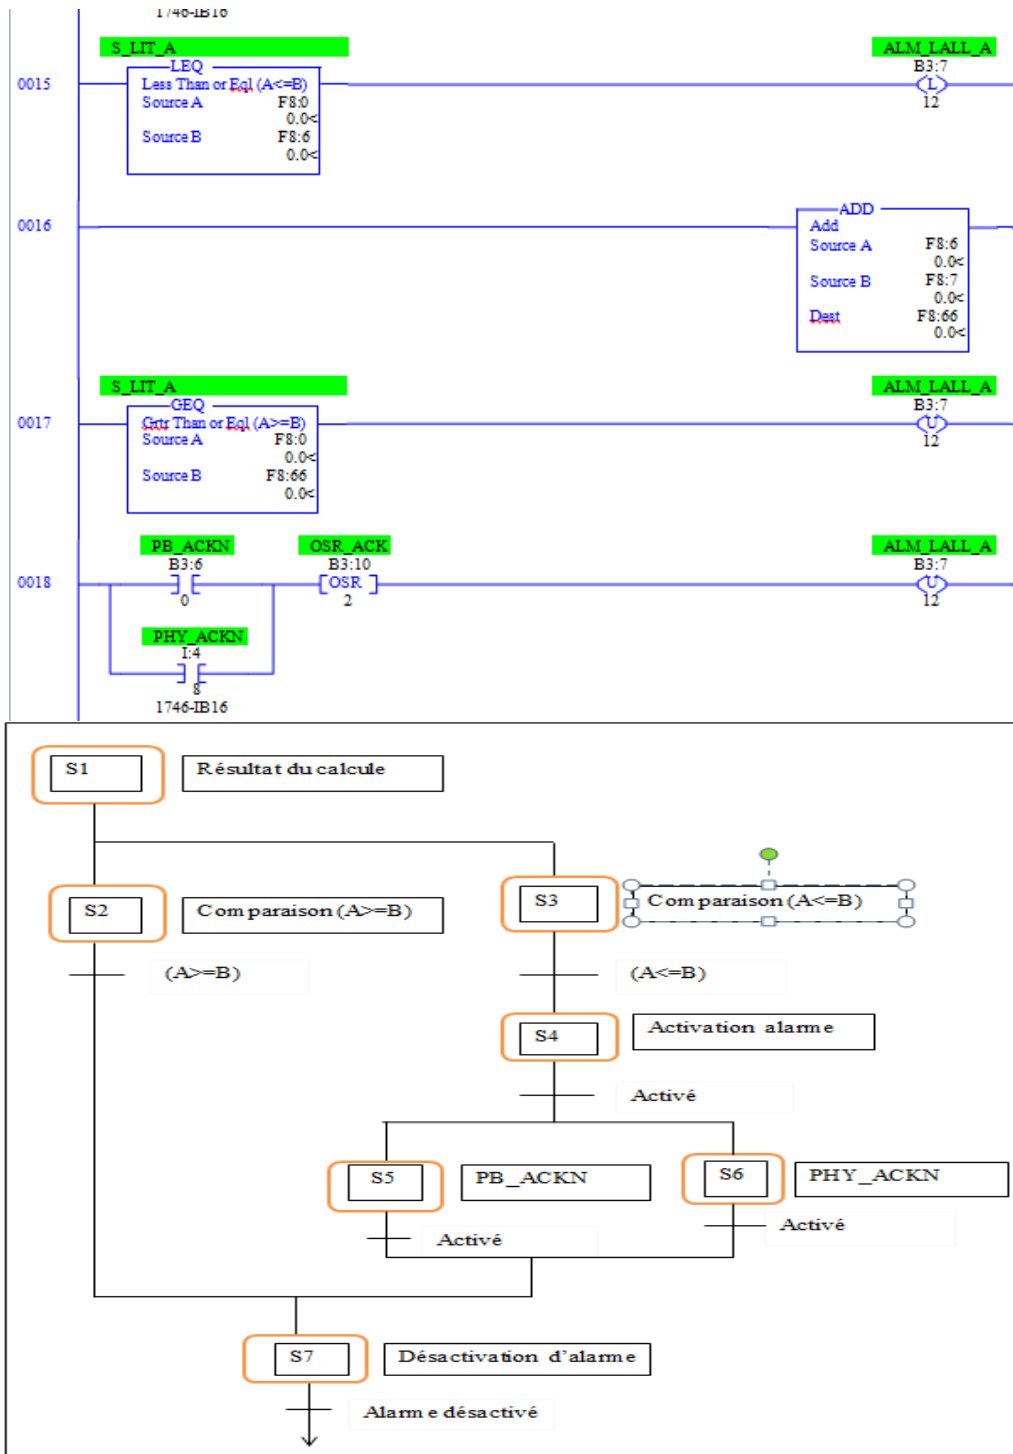 1746-IB16
S_LIT_A
ALM_LALL_A
LEQ
B3:7
0015
Less Than or Eql (A<=B)
L
Source A F8:0
12
0.0<
Source B F8:6
0.0<
ADD
0016
Add
Source A F8:6
0.0<
Source B F8:7
0.0<
Dest F8:66
0.0<
S_LIT_A
ALM_LALL_A
GEQ
B3:7
0017
Grtr Than or Eql (A>=B)
U
Source A F8:0
12
0.0<
Source B F8:66
0.0<
PB_ACKN
OSR_ACK
ALM_LALL_A
B3:6
B3:10
B3:7
0018
OSR
U
0
2
12
PHY_ACKN
I:4
8
1746-IB16
S1
Résultat du calcule
S2
Comparaison (A>=B)
S3
Comparaison (A<=B)
(A>=B)
(A<=B)
S4
Activation alarme
Activé
S5
PB_ACKN
S6
PHY_ACKN
Activé
Activé
S7
Désactivation d'alarme
Alarme désactivé